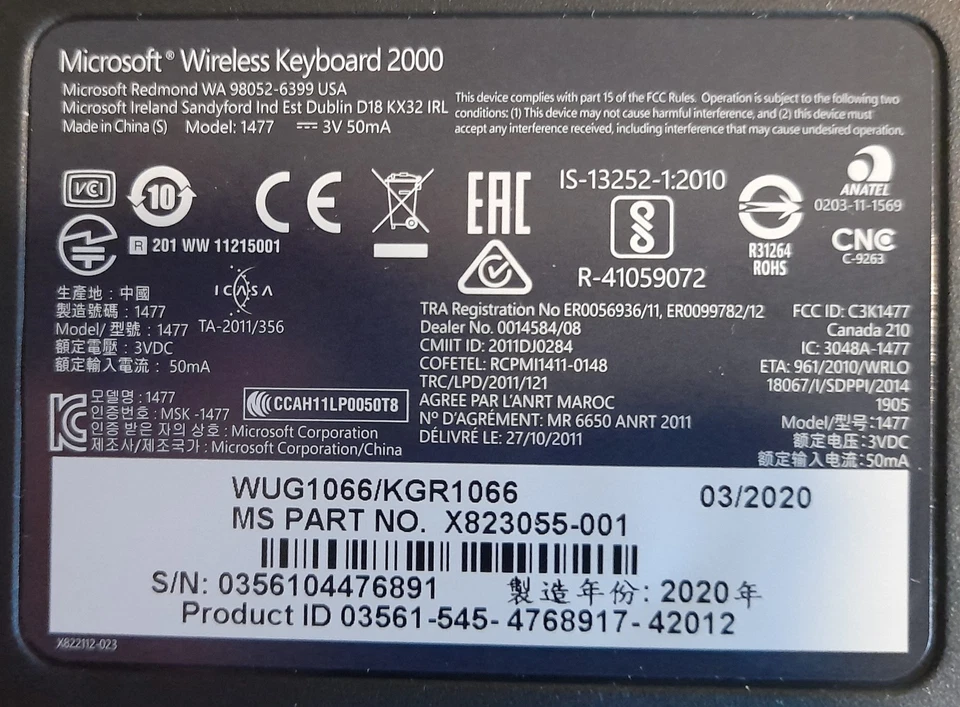 Microsoft® Wireless Keyboard 2000
Microsoft Redmond WA 98052-6399 USA
Microsoft Ireland Sandyford Ind Est Dublin D18 KX32 IRL
Made in China (S) Model: 1477 3V 50mA
This device complies with part 15 of the FCC Rules. Operation is subject to the following two
conditions: (1) This device may not cause harmful interference, and (2) this device must
accept any interference received, including interference that may cause undesired operation.
VCI
10
CE
EAC
IS-13252-1:2010
R-41059072
R31264
ROHS
ANATEL
0203-11-1569
CNC
C-9263
R 201 WW 11215001
ICASA
TA-2011/356
生產地 : 中國
製造號碼 : 1477
Model/ 型號 : 1477
額定電壓 : 3VDC
額定輸入電流 : 50mA
TRA Registration No ER0056936/11, ER0099782/12
Dealer No. 0014584/08
CMIIT ID: 2011DJ0284
COFETEL: RCPMI1411-0148
TRC/LPD/2011/121
AGREE PAR L'ANRT MAROC
N° D'AGRÉMENT: MR 6650 ANRT 2011
DÉLIVRÉ LE: 27/10/2011
FCC ID: C3K1477
Canada 210
IC: 3048A-1477
ETA: 961/2010/WRLO
18067/I/SDPPI/2014
1905
Model/型号:1477
额定电压:3VDC
额定输入电流:50mA
모델명 : 1477
인증번호 : MSK -1477
인증 받은 자의 상호 : Microsoft Corporation
제조사/제조국가 : Microsoft Corporation/China
CCAH11LP0050T8
WUG1066/KGR1066
03/2020
MS PART NO. X823055-001
S/N: 0356104476891
製造年份: 2020年
Product ID 03561-545- 4768917- 42012
X822112-023